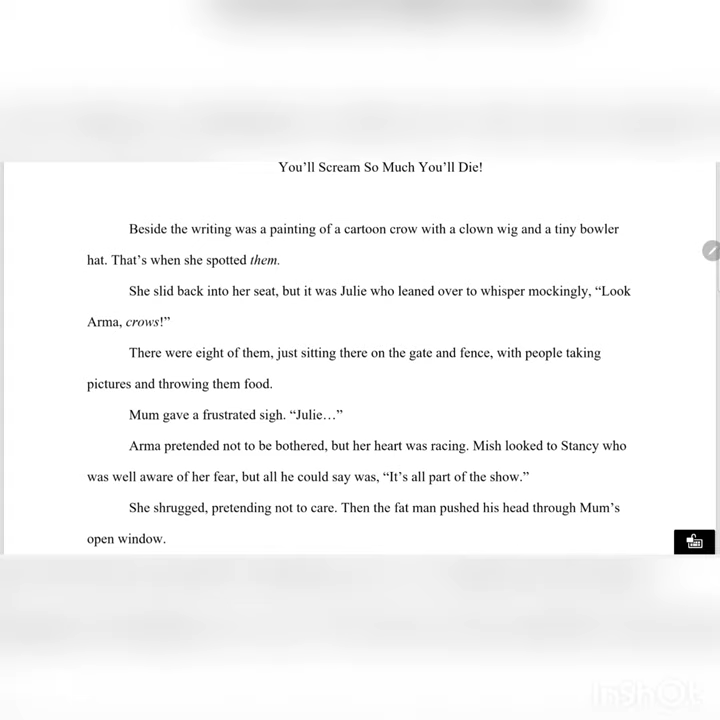 You’ll Scream So Much You’ll Die!
Beside the writing was a painting of a cartoon crow with a clown wig and a tiny bowler
hat. That’s when she spotted them.
She slid back into her seat, but it was Julie who leaned over to whisper mockingly, “Look
Arma, crows!”
There were eight of them, just sitting there on the gate and fence, with people taking
pictures and throwing them food.
Mum gave a frustrated sigh. “Julie…”
Arma pretended not to be bothered, but her heart was racing. Mish looked to Stancy who
was well aware of her fear, but all he could say was, “It’s all part of the show.”
She shrugged, pretending not to care. Then the fat man pushed his head through Mum’s
open window.
InShOt